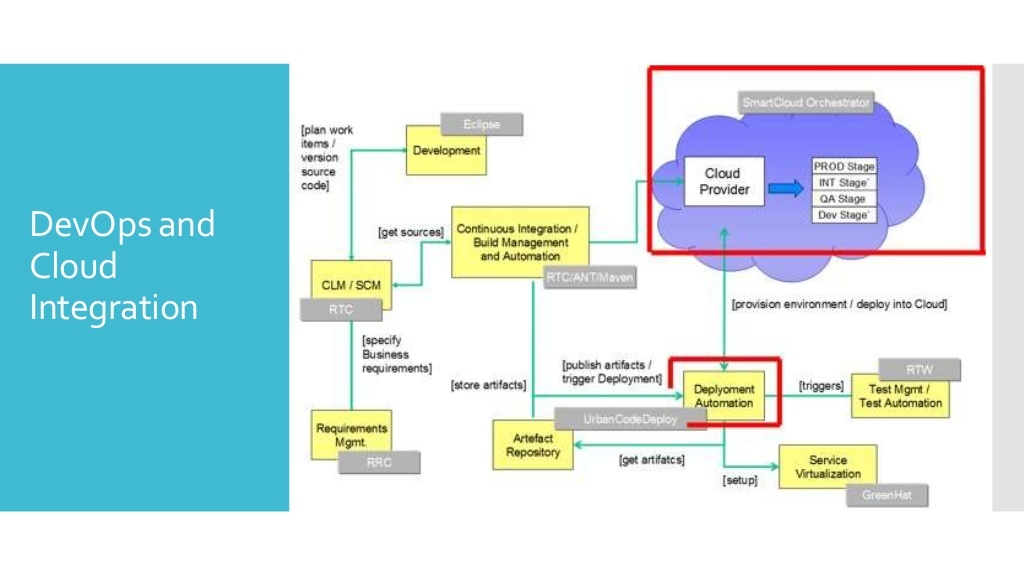 DevOps and
Cloud
Integration
[plan work
items /
version
source
code]
Eclipse
Development
SmartCloud Orchestrator
Cloud
Provider
PROD Stage
INT Stage`
QA Stage
Dev Stage`
[get sources]
Continuous Integration /
Build Management
and Automation
RTC/ANT/Maven
CLM / SCM
RTC
[provision environment / deploy into Cloud]
[specify
Business
requirements]
[store artifacts]
[publish artifacts /
trigger Deployment]
Deplyoment
Automation
[triggers]
RTW
Test Mgmt /
Test Automation
UrbanCodeDeploy
Requirements
Mgmt.
RRC
Artefact
Repository
[get artifatcs]
[setup]
Service
Virtualization
GreenHat